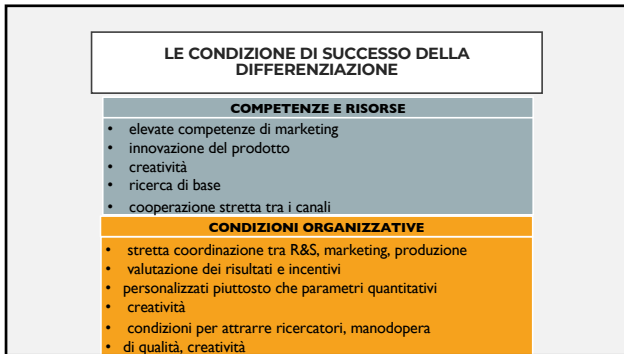 LE CONDIZIONE DI SUCCESSO DELLA
DIFFERENZIAZIONE
COMPETENZE E RISORSE
• elevate competenze di marketing
• innovazione del prodotto
• creatività
• ricerca di base
• cooperazione stretta tra i canali
CONDIZIONI ORGANIZZATIVE
• stretta coordinazione tra R&S, marketing, produzione
• valutazione dei risultati e incentivi
• personalizzati piuttosto che parametri quantitativi
• creatività
• condizioni per attrarre ricercatori, manodopera
• di qualità, creatività